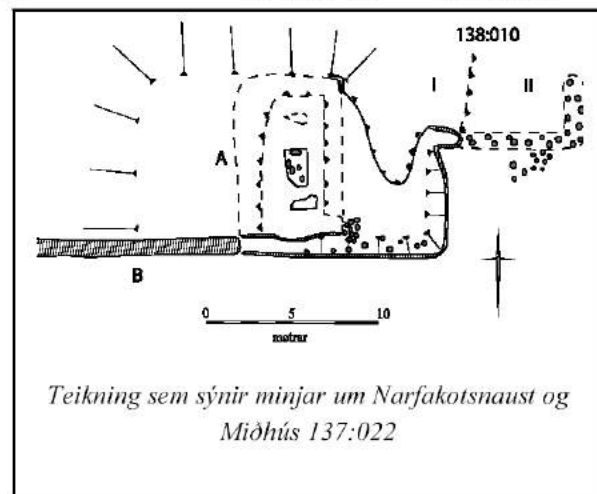 138:010
I II
A
B
0 5 10
metrar
Teikning sem sýnir minjar um Narfakotsnaust og
Miðhús 137:022